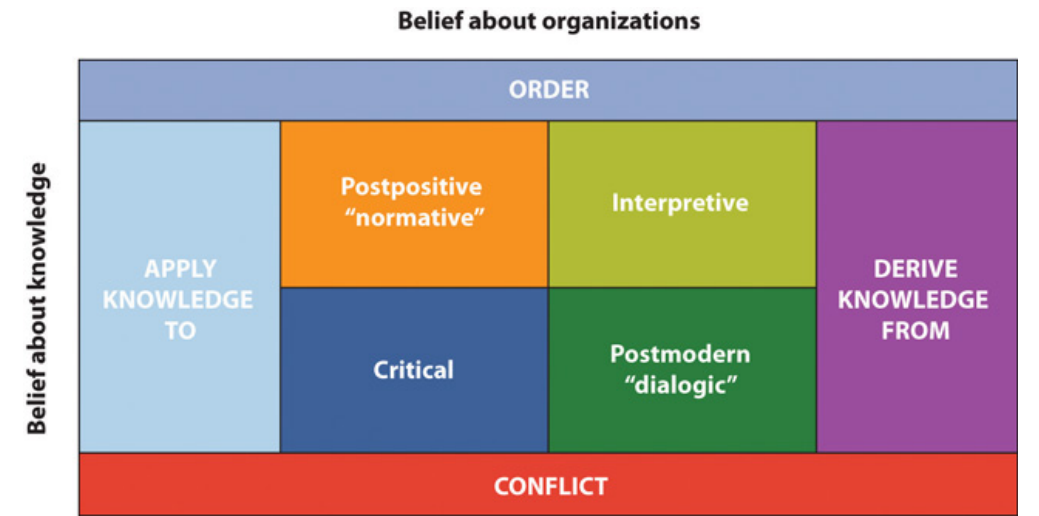 Belief about organizations
ORDER
Belief about knowledge
APPLY
KNOWLEDGE
TO
Postpositive
“normative”
Interpretive
Critical
Postmodern
“dialogic”
DERIVE
KNOWLEDGE
FROM
CONFLICT